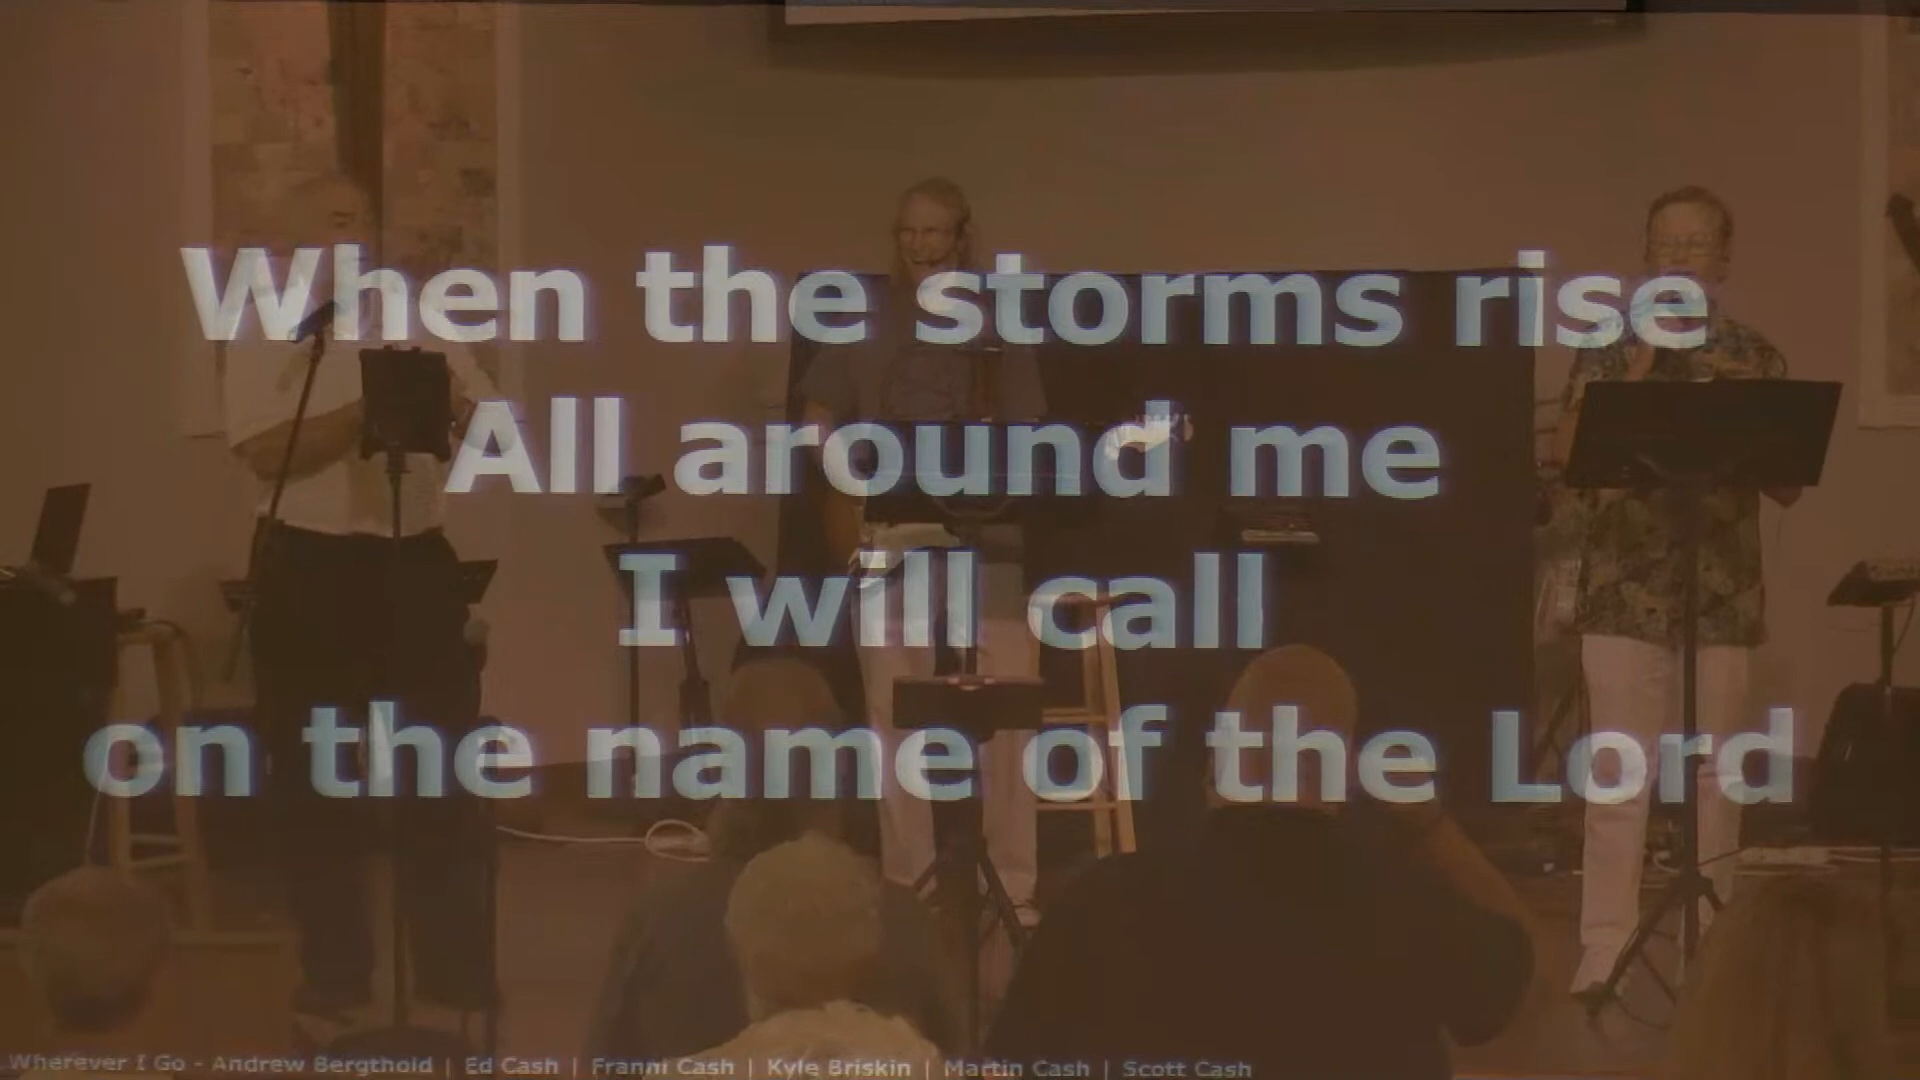 When the storms rise
All around me
I will call
on the name of the Lord
Wherever I Go - Andrew Bergthold | Ed Cash | Franni Cash | Kyle Briskin | Martin Cash | Scott Cash